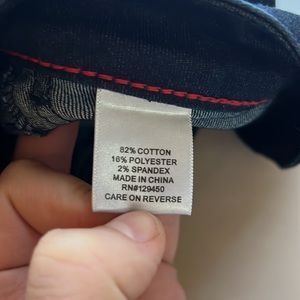 82% COTTON
16% POLYESTER
2% SPANDEX
MADE IN CHINA
RN#129450
CARE ON REVERSE